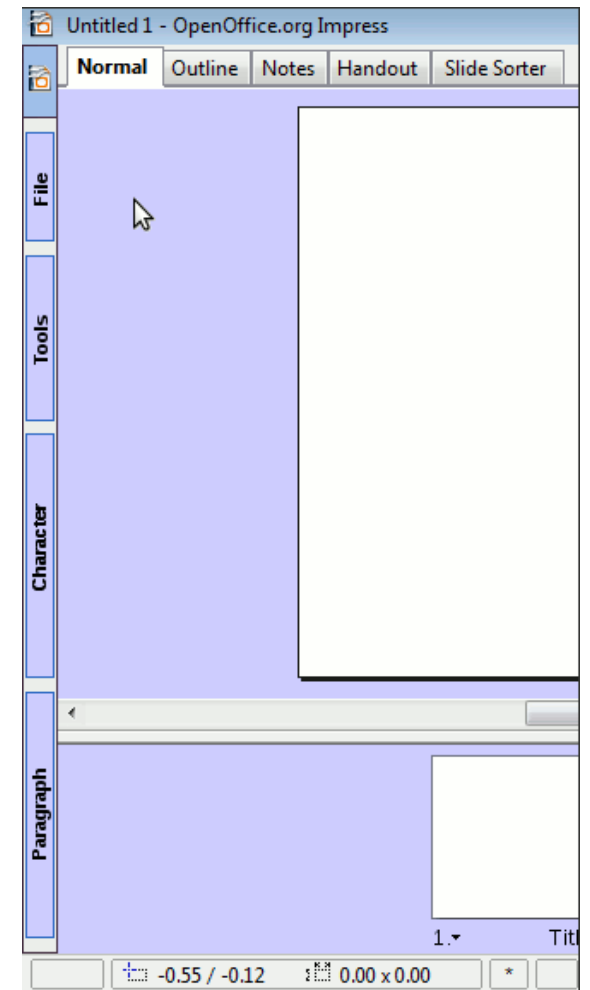 Untitled 1 - OpenOffice.org Impress
Normal Outline Notes Handout Slide Sorter
File
Tools
Character
Paragraph
1. Titl
-0.55 / -0.12 0.00 x 0.00 *